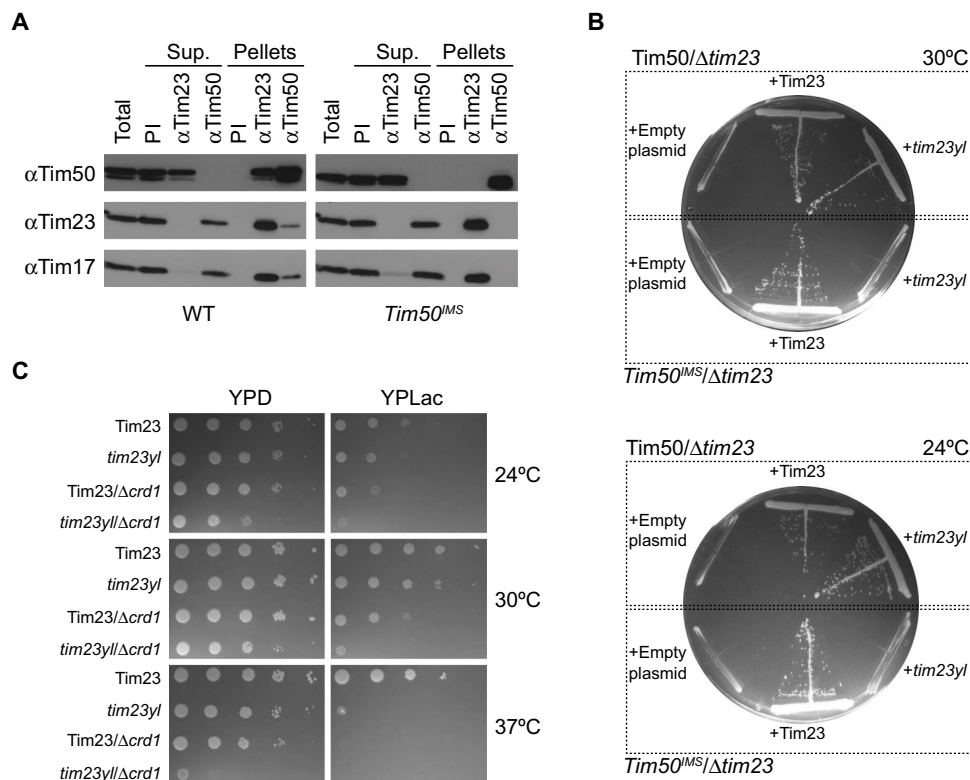 A
Sup. Pellets
Total PI αTim23 αTim50 PI αTim23 αTim50
Sup. Pellets
Total PI αTim23 αTim50 PI αTim23 αTim50
αTim50
αTim23
αTim17
WT
Tim50IMS
B
Tim50/Δtim23 30ºC
+Tim23
+Empty plasmid
+tim23yl
+Empty plasmid
+tim23yl
+Tim23
Tim50IMS/Δtim23
Tim50/Δtim23 24ºC
+Tim23
+Empty plasmid
+tim23yl
+Empty plasmid
+tim23yl
+Tim23
Tim50IMS/Δtim23
C
YPD YPLac
Tim23
tim23yl
Tim23/Δcrd1
tim23yl/Δcrd1
24ºC
Tim23
tim23yl
Tim23/Δcrd1
tim23yl/Δcrd1
30ºC
Tim23
tim23yl
Tim23/Δcrd1
tim23yl/Δcrd1
37ºC